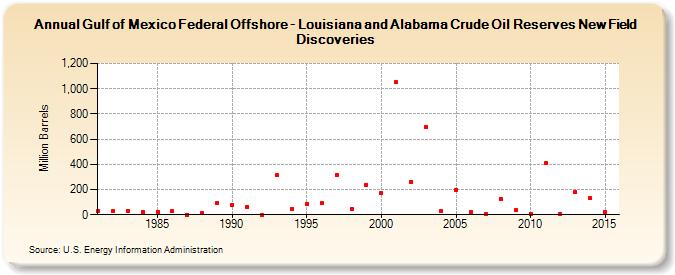 Annual Gulf of Mexico Federal Offshore - Louisiana and Alabama Crude Oil Reserves New Field
Discoveries
Million Barrels
1,200
1,000
800
600
400
200
0
1985 1990 1995 2000 2005 2010 2015
Source: U.S. Energy Information Administration